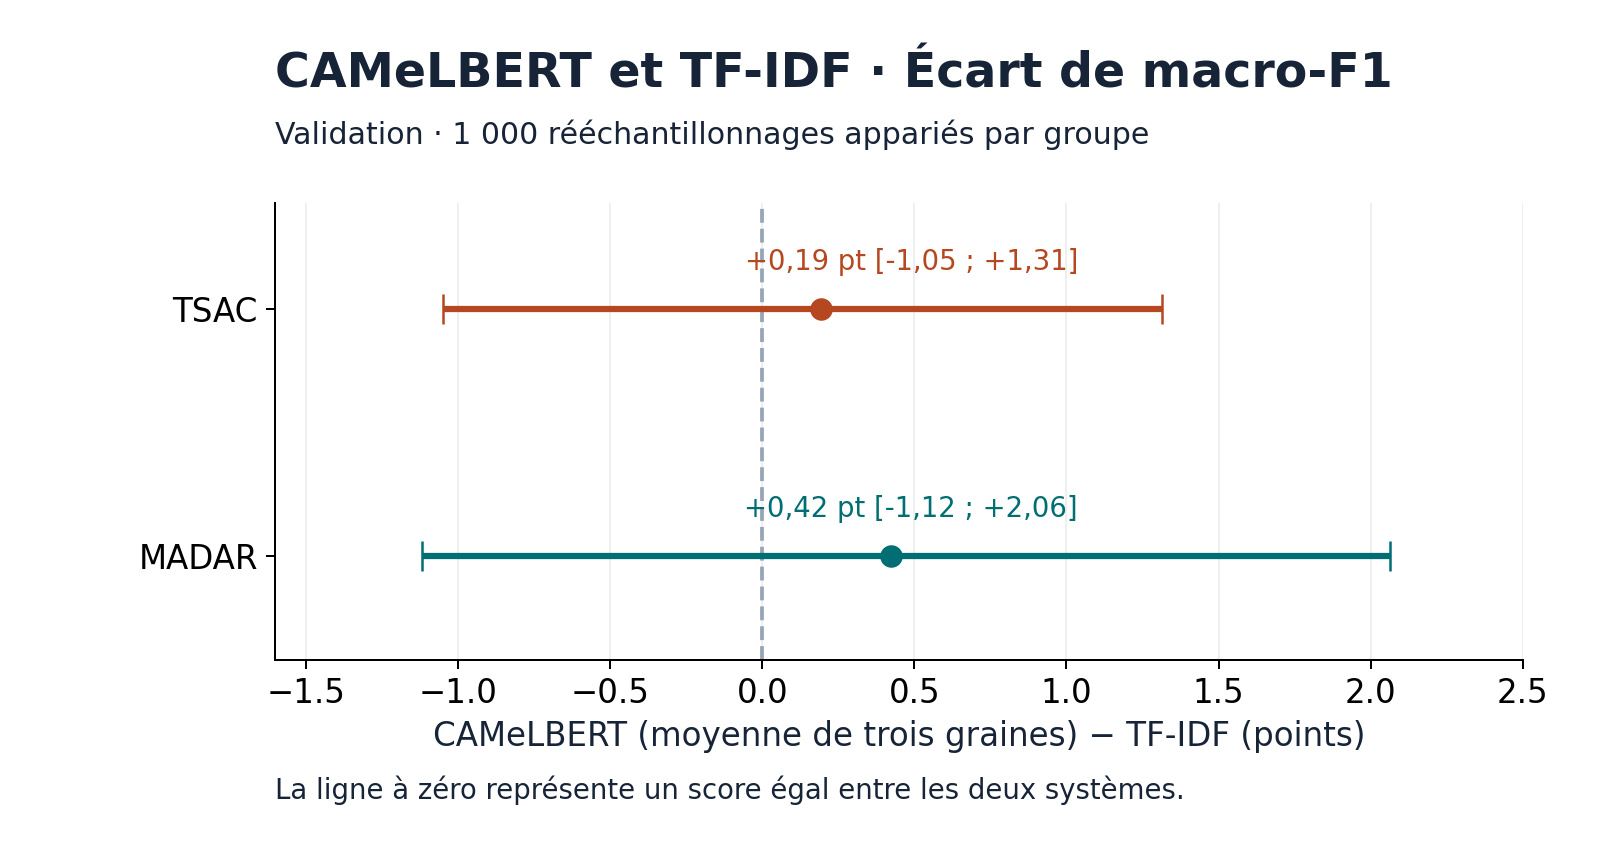 CAMeLBERT et TF-IDF · Écart de macro-F1
Validation · 1 000 rééchantillonnages appariés par groupe
+0,19 pt [-1,05 ; +1,31]
TSAC
+0,42 pt [-1,12 ; +2,06]
MADAR
−1.5 −1.0 −0.5 0.0 0.5 1.0 1.5 2.0 2.5
CAMeLBERT (moyenne de trois graines) − TF-IDF (points)
La ligne à zéro représente un score égal entre les deux systèmes.